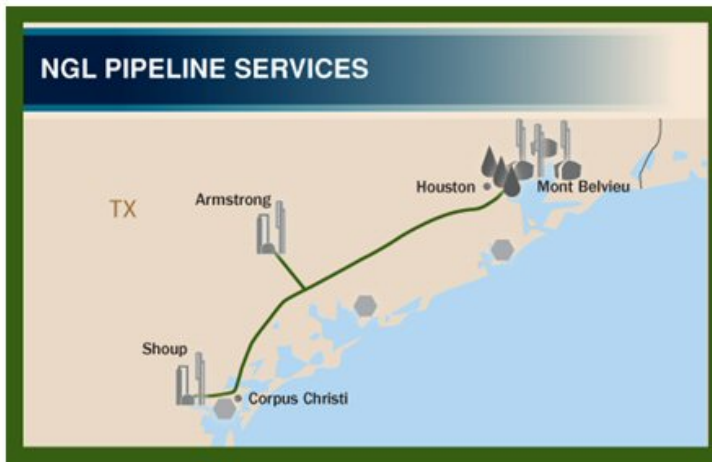 NGL PIPELINE SERVICES
Armstrong
TX
Houston
Mont Belvieu
Shoup
Corpus Christi